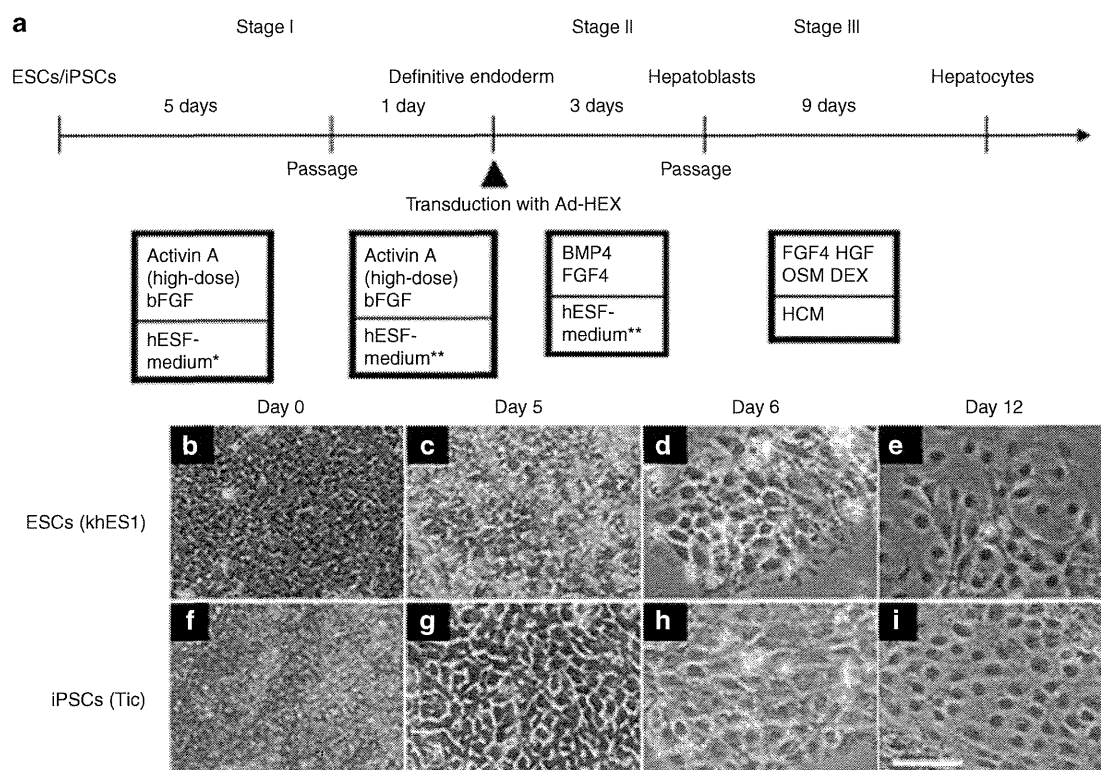 a
Stage I
Stage II
Stage III
ESCs/iPSCs
Definitive endoderm
Hepatoblasts
Hepatocytes
5 days
1 day
3 days
9 days
Passage
Passage
Transduction with Ad-HEX
Activin A
(high-dose)
bFGF
hESF-
medium*
Activin A
(high-dose)
bFGF
hESF-
medium**
BMP4
FGF4
hESF-
medium**
FGF4 HGF
OSM DEX
HCM
Day 0
Day 5
Day 6
Day 12
ESCs (khES1)
b
c
d
e
iPSCs (Tic)
f
g
h
i